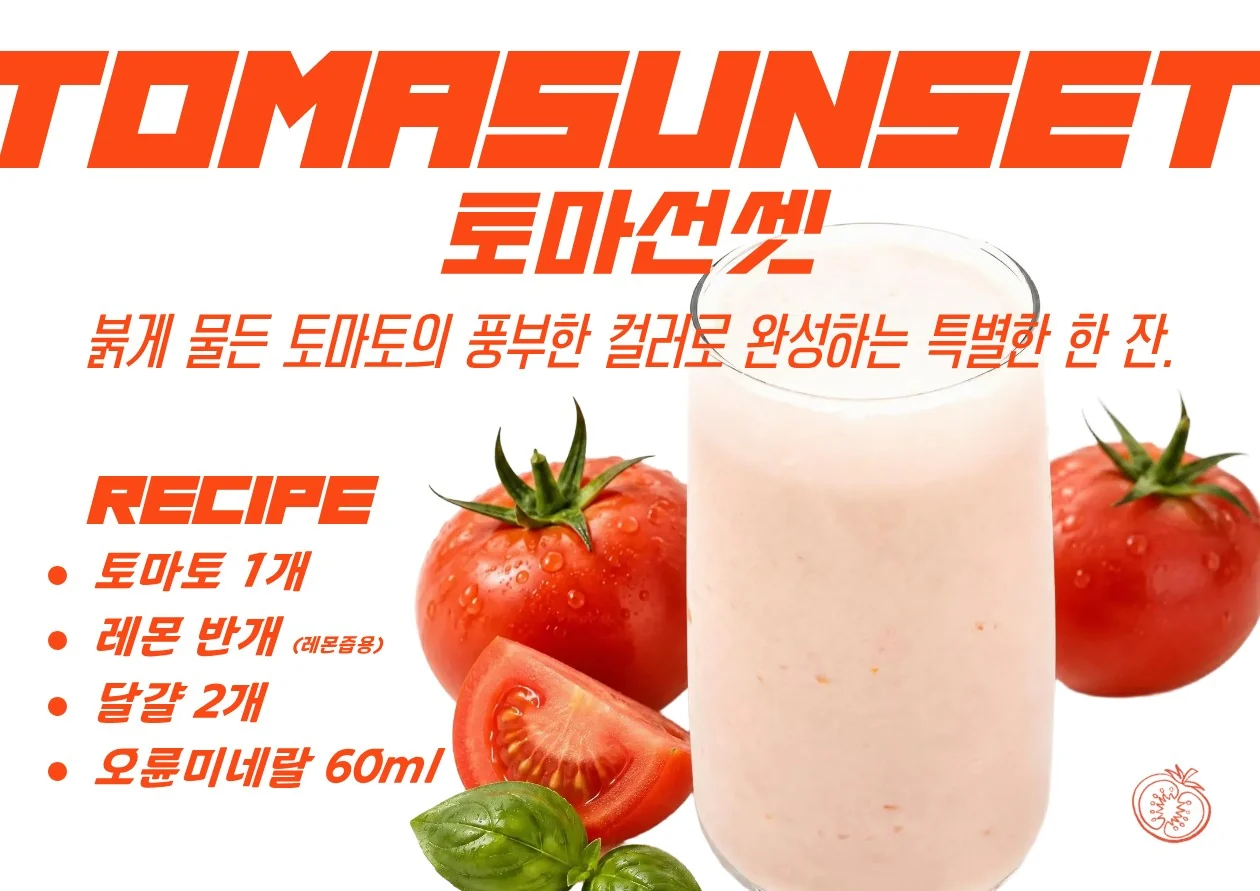 TOMASUNSET
토마선셋
붉게 물든 토마토의 풍부한 컬러로 완성하는 특별한 한 잔.
RECIPE
• 토마토 1개
• 레몬 반개 (레몬즙용)
• 달걀 2개
• 오륜미네랄 60ml